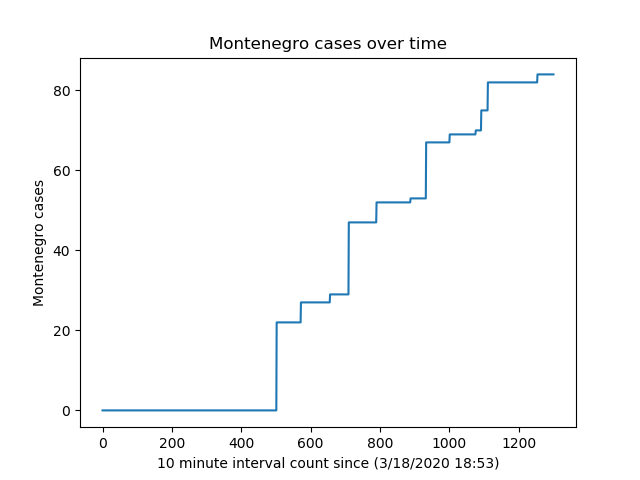 Montenegro cases over time
Montenegro cases
80
60
40
20
0
0 200 400 600 800 1000 1200
10 minute interval count since (3/18/2020 18:53)